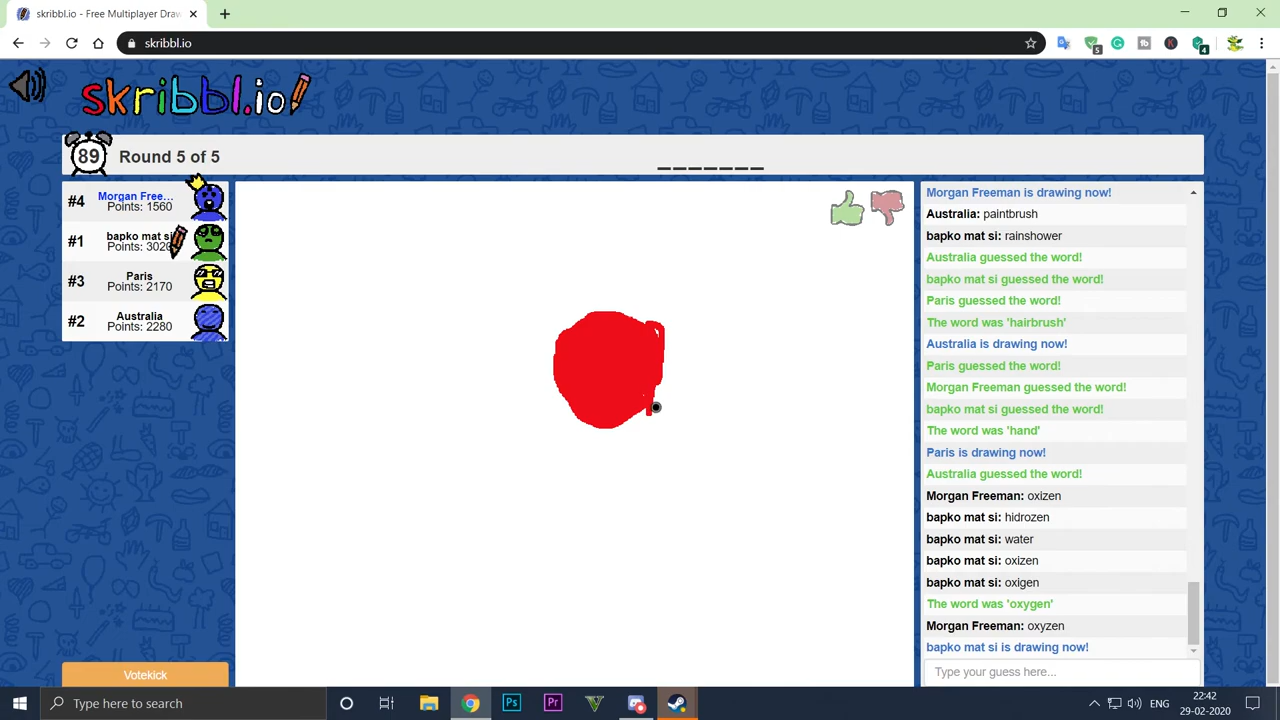 skribbl.io - Free Multiplayer Draw
skribbl.io
5
4
skribbl.io
89
Round 5 of 5
_ _ _ _ _ _ _
#4
Morgan Free...
Points: 1560
#1
bapko mat si
Points: 3020
#3
Paris
Points: 2170
#2
Australia
Points: 2280
Votekick
Morgan Freeman is drawing now!
Australia: paintbrush
bapko mat si: rainshower
Australia guessed the word!
bapko mat si guessed the word!
Paris guessed the word!
The word was 'hairbrush'
Australia is drawing now!
Paris guessed the word!
Morgan Freeman guessed the word!
bapko mat si guessed the word!
The word was 'hand'
Paris is drawing now!
Australia guessed the word!
Morgan Freeman: oxizen
bapko mat si: hidrozen
bapko mat si: water
bapko mat si: oxizen
bapko mat si: oxigen
The word was 'oxygen'
Morgan Freeman: oxyzen
bapko mat si is drawing now!
Type your guess here...
Type here to search
Ps
Pr
ENG
22:42
29-02-2020